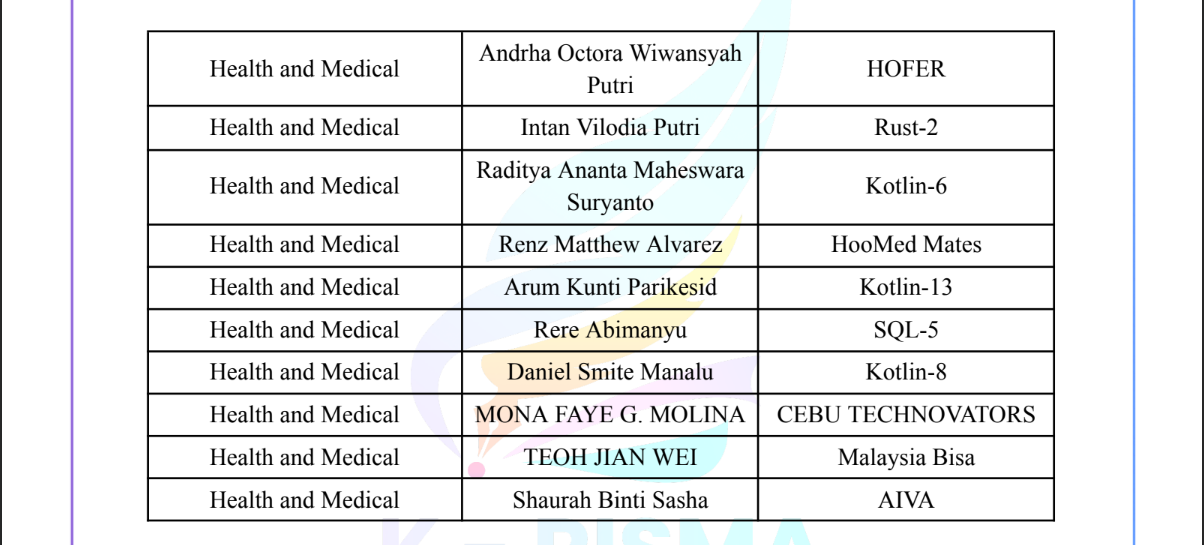 Health and Medical Andrha Octora Wiwansyah Putri HOFER
Health and Medical Intan Vilodia Putri Rust-2
Health and Medical Raditya Ananta Maheswara Suryanto Kotlin-6
Health and Medical Renz Matthew Alvarez HooMed Mates
Health and Medical Arum Kunti Parikesid Kotlin-13
Health and Medical Rere Abimanyu SQL-5
Health and Medical Daniel Smite Manalu Kotlin-8
Health and Medical MONA FAYE G. MOLINA CEBU TECHNOVATORS
Health and Medical TEOH JIAN WEI Malaysia Bisa
Health and Medical Shaurah Binti Sasha AIVA